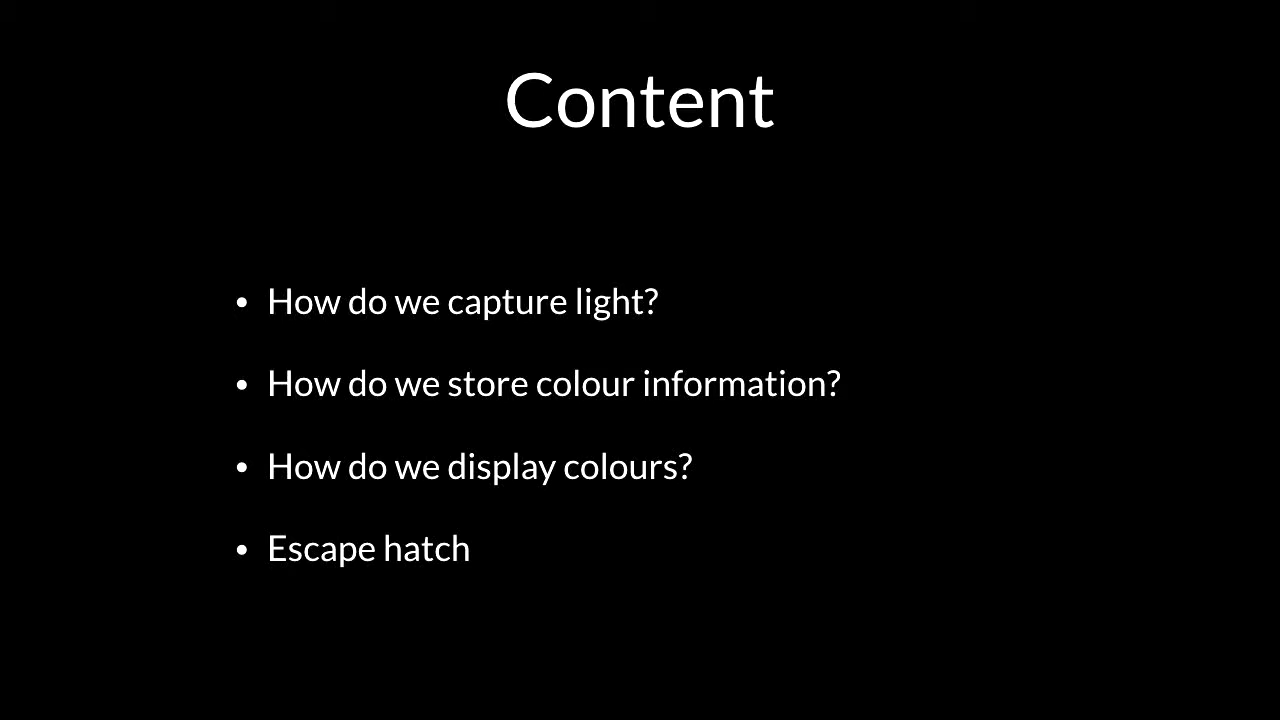 Content
• How do we capture light?
• How do we store colour information?
• How do we display colours?
• Escape hatch